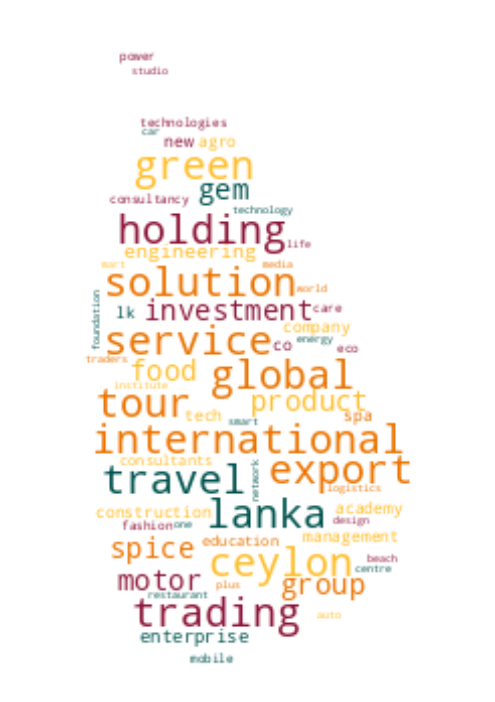 power
studio
technologies
car
new agro
green
gem
consultancy
technology
holding
life
engineering
mart media
solution world
lk investment care
foundation
company
service co energy eco
traders
food global
institute
tour product
tech smart spa
international
consultants
travel export
network
logistics
construction lanka academy
fashion one design
management
spice education
ceylon beach
centre
motor plus group
restaurant
trading auto
enterprise
mobile